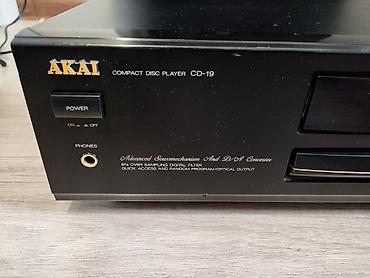 AKAI COMPACT DISC PLAYER CD-19
POWER
ON OFF
PHONES
Advanced Servomechanism And D/A Converter
8fs OVER SAMPLING DIGITAL FILTER
QUICK ACCESS AND RANDOM PROGRAM/OPTICAL OUTPUT